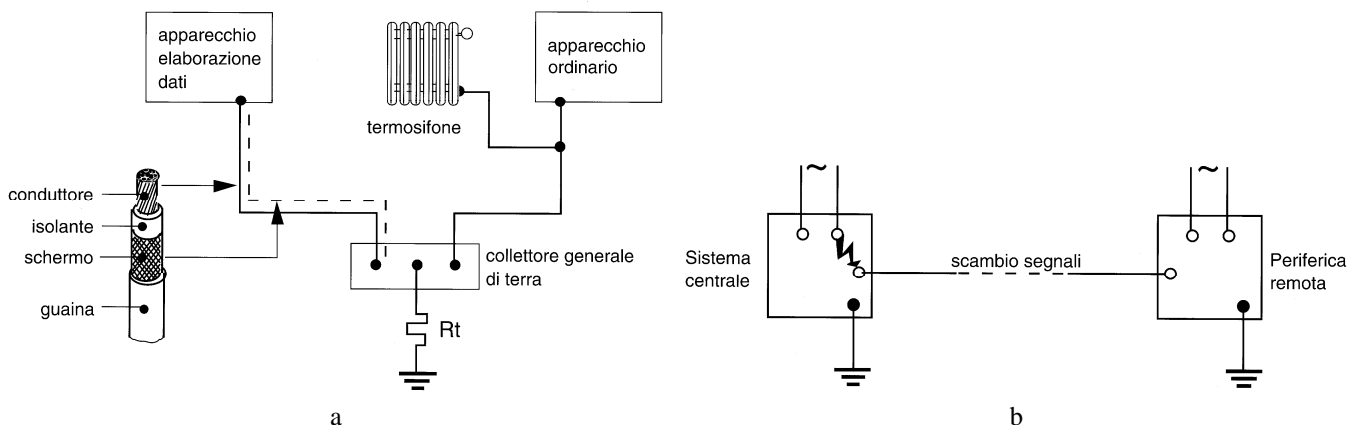 apparecchio
elaborazione
dati
termosifone
apparecchio
ordinario
conduttore
isolante
schermo
guaina
collettore generale
di terra
Rt
a
~
~
Sistema
centrale
scambio segnali
Periferica
remota
b